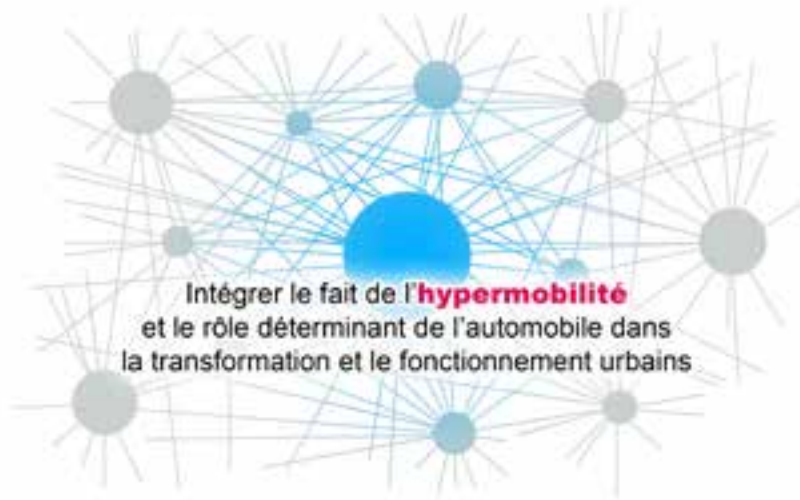 Intégrer le fait de l'hypermobilité
et le rôle déterminant de l'automobile dans
la transformation et le fonctionnement urbains